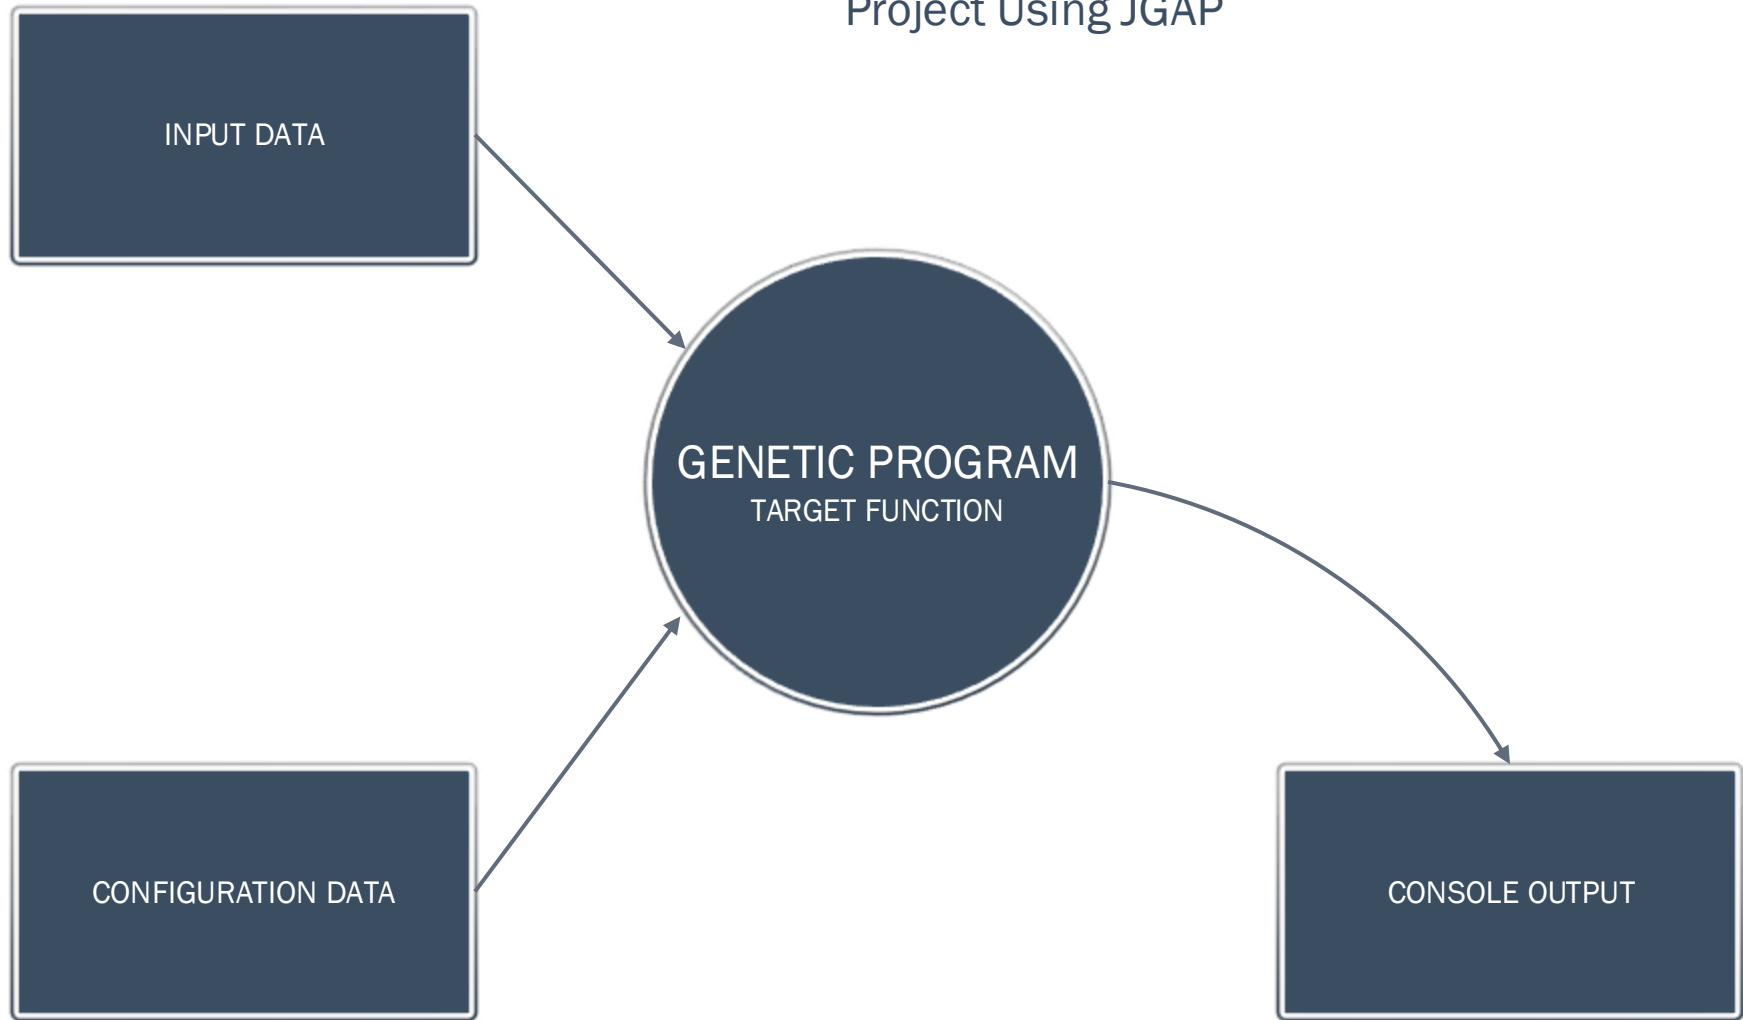 Project Using JGAP
INPUT DATA
GENETIC PROGRAM
TARGET FUNCTION
CONFIGURATION DATA
CONSOLE OUTPUT